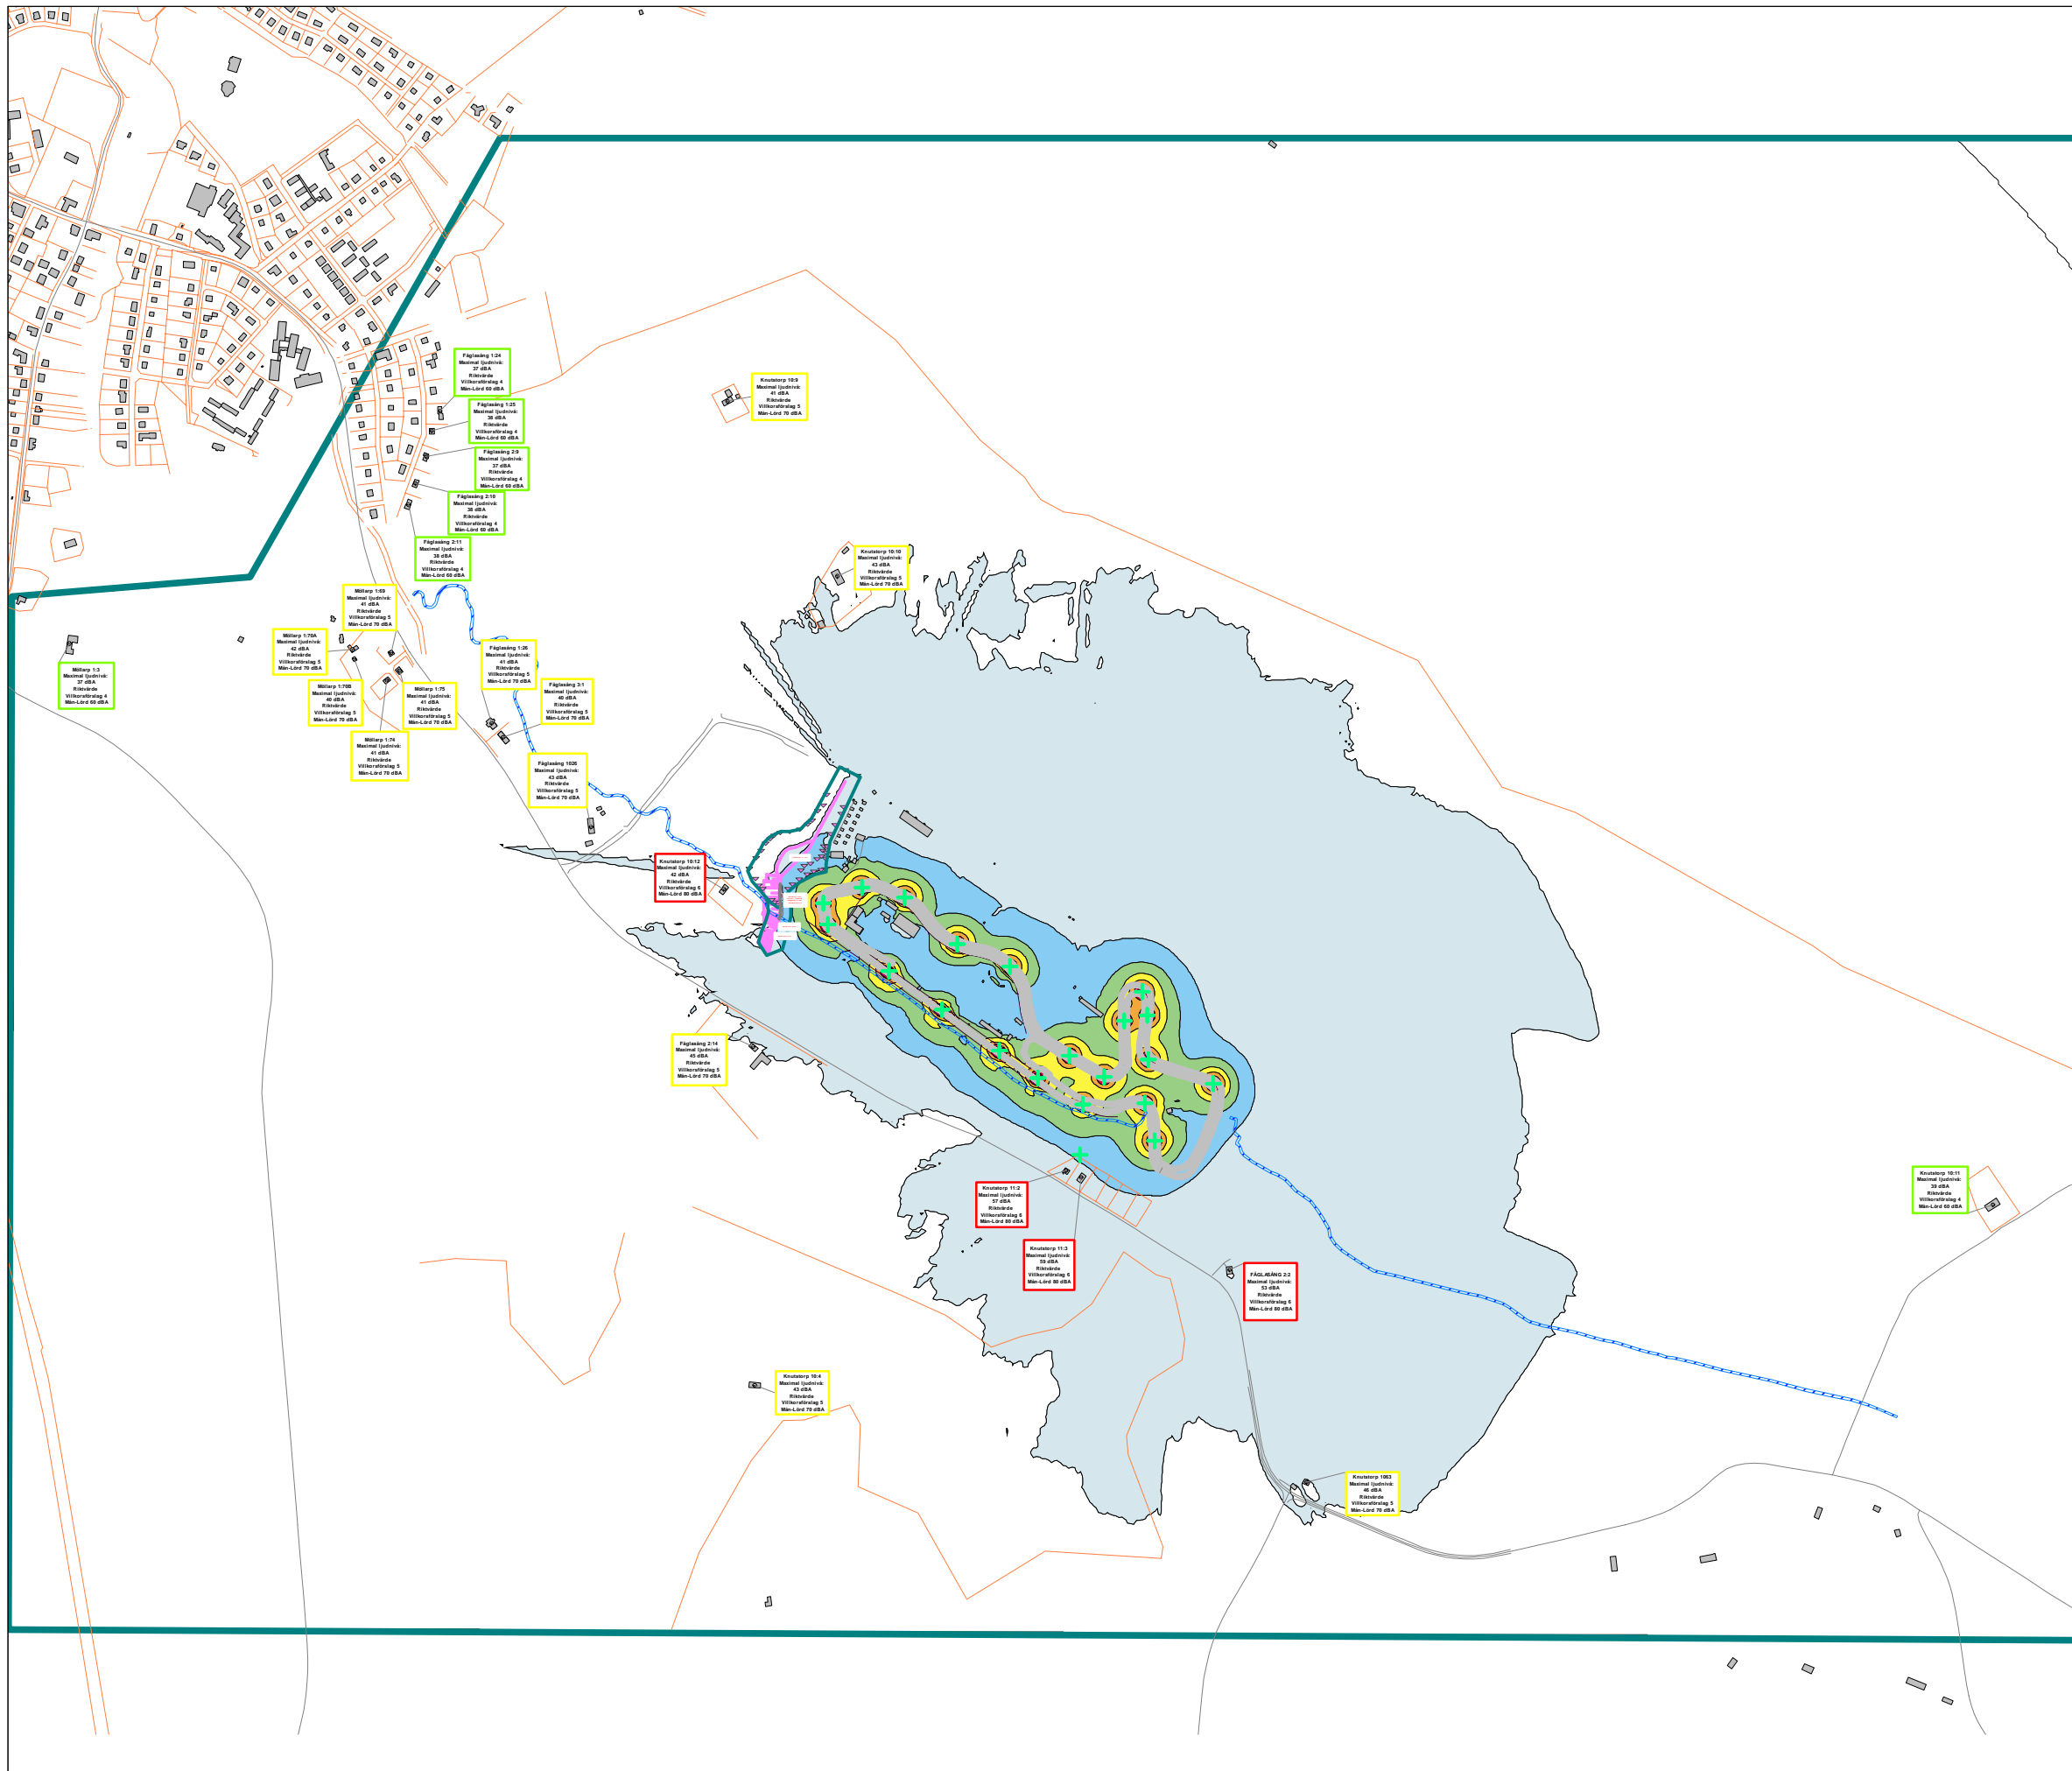 Fåglasång 1:24
Maximal ljudnivå:
37 dBA
Riktvärde
Villkorsförslag 4
Mån-Lörd 60 dBA
Fåglasång 1:25
Maximal ljudnivå:
38 dBA
Riktvärde
Villkorsförslag 4
Mån-Lörd 60 dBA
Fåglasång 2:9
Maximal ljudnivå:
37 dBA
Riktvärde
Villkorsförslag 4
Mån-Lörd 60 dBA
Fåglasång 2:10
Maximal ljudnivå:
38 dBA
Riktvärde
Villkorsförslag 4
Mån-Lörd 60 dBA
Fåglasång 2:11
Maximal ljudnivå:
38 dBA
Riktvärde
Villkorsförslag 4
Mån-Lörd 60 dBA
Knutstorp 10:9
Maximal ljudnivå:
41 dBA
Riktvärde
Villkorsförslag 5
Mån-Lörd 70 dBA
Knutstorp 10:10
Maximal ljudnivå:
43 dBA
Riktvärde
Villkorsförslag 5
Mån-Lörd 70 dBA
Möllarp 1:69
Maximal ljudnivå:
41 dBA
Riktvärde
Villkorsförslag 5
Mån-Lörd 70 dBA
Möllarp 1:70A
Maximal ljudnivå:
42 dBA
Riktvärde
Villkorsförslag 5
Mån-Lörd 70 dBA
Möllarp 1:3
Maximal ljudnivå:
37 dBA
Riktvärde
Villkorsförslag 4
Mån-Lörd 60 dBA
Möllarp 1:70B
Maximal ljudnivå:
40 dBA
Riktvärde
Villkorsförslag 5
Mån-Lörd 70 dBA
Möllarp 1:75
Maximal ljudnivå:
41 dBA
Riktvärde
Villkorsförslag 5
Mån-Lörd 70 dBA
Möllarp 1:74
Maximal ljudnivå:
41 dBA
Riktvärde
Villkorsförslag 5
Mån-Lörd 70 dBA
Fåglasång 1:26
Maximal ljudnivå:
41 dBA
Riktvärde
Villkorsförslag 5
Mån-Lörd 70 dBA
Fåglasång 3:1
Maximal ljudnivå:
40 dBA
Riktvärde
Villkorsförslag 5
Mån-Lörd 70 dBA
Fåglasång 1026
Maximal ljudnivå:
43 dBA
Riktvärde
Villkorsförslag 5
Mån-Lörd 70 dBA
Knutstorp 10:12
Maximal ljudnivå:
42 dBA
Riktvärde
Villkorsförslag 6
Mån-Lörd 80 dBA
Fåglasång 2:14
Maximal ljudnivå:
45 dBA
Riktvärde
Villkorsförslag 5
Mån-Lörd 70 dBA
Knutstorp 11:2
Maximal ljudnivå:
57 dBA
Riktvärde
Villkorsförslag 6
Mån-Lörd 80 dBA
Knutstorp 11:3
Maximal ljudnivå:
59 dBA
Riktvärde
Villkorsförslag 6
Mån-Lörd 80 dBA
FÅGLASÅNG 2:2
Maximal ljudnivå:
53 dBA
Riktvärde
Villkorsförslag 6
Mån-Lörd 80 dBA
Knutstorp 10:11
Maximal ljudnivå:
39 dBA
Riktvärde
Villkorsförslag 4
Mån-Lörd 60 dBA
Knutstorp 10:4
Maximal ljudnivå:
43 dBA
Riktvärde
Villkorsförslag 5
Mån-Lörd 70 dBA
Knutstorp 1063
Maximal ljudnivå:
46 dBA
Riktvärde
Villkorsförslag 5
Mån-Lörd 70 dBA